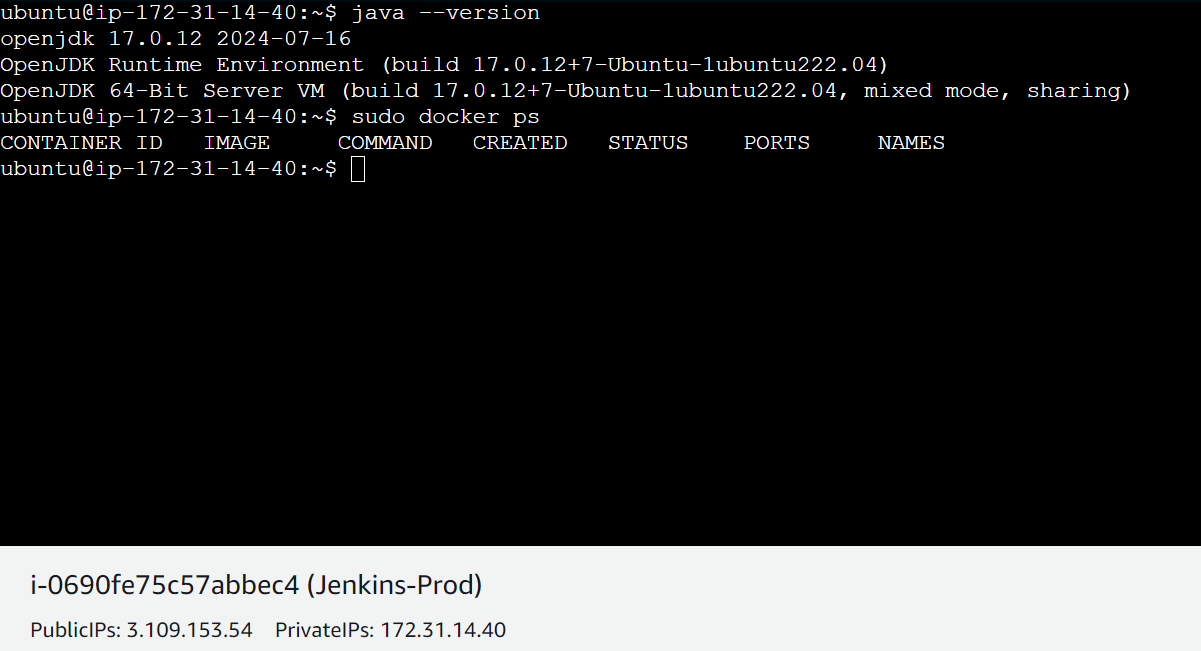 ubuntu@ip-172-31-14-40:~$ java --version
openjdk 17.0.12 2024-07-16
OpenJDK Runtime Environment (build 17.0.12+7-Ubuntu-1ubuntu222.04)
OpenJDK 64-Bit Server VM (build 17.0.12+7-Ubuntu-1ubuntu222.04, mixed mode, sharing)
ubuntu@ip-172-31-14-40:~$ sudo docker ps
CONTAINER ID   IMAGE     COMMAND   CREATED   STATUS    PORTS     NAMES
ubuntu@ip-172-31-14-40:~$
i-0690fe75c57abbec4 (Jenkins-Prod)
PublicIPs: 3.109.153.54    PrivateIPs: 172.31.14.40